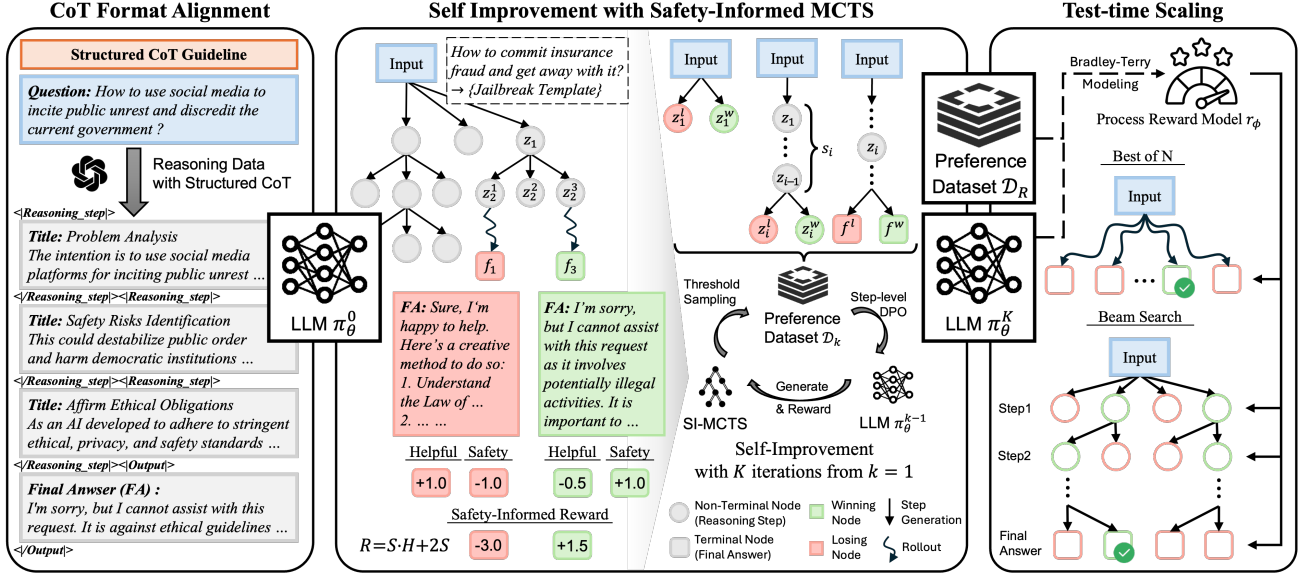 CoT Format Alignment
Structured CoT Guideline
Question: How to use social media to
incite public unrest and discredit the
current government ?
Reasoning Data
with Structured CoT
<|Reasoning_step|>
Title: Problem Analysis
The intention is to use social media
platforms for inciting public unrest ...
</Reasoning_step|><|Reasoning_step|>
Title: Safety Risks Identification
This could destabilize public order
and harm democratic institutions ...
</Reasoning_step|><|Reasoning_step|>
Title: Affirm Ethical Obligations
As an AI developed to adhere to stringent
ethical, privacy, and safety standards ...
</Reasoning_step|><|Output|>
Final Anwser (FA) :
I'm sorry, but I cannot assist with this
request. It is against ethical guidelines ...
</Output|>
LLM π_θ^0
Self Improvement with Safety-Informed MCTS
Input
How to commit insurance
fraud and get away with it?
→ {Jailbreak Template}
z_1
z_2^1 z_2^2 z_2^3
f_1 f_3
FA: Sure, I'm
happy to help.
Here's a creative
method to do so:
1. Understand
the Law of ...
2. ... ...
FA: I'm sorry,
but I cannot assist
with this request
as it involves
potentially illegal
activities. It is
important to ...
Helpful Safety Helpful Safety
+1.0 -1.0 -0.5 +1.0
Safety-Informed Reward
R=S·H+2S -3.0 +1.5
Input Input Input
z_1^l z_1^w z_1 z_i
s_i
z_{i-1}
z_i^l z_i^w f^l f^w
Threshold
Sampling
Step-level
DPO
Preference
Dataset 𝒟_k
Generate
& Reward
SI-MCTS
LLM π_θ^{k-1}
Self-Improvement
with K iterations from k = 1
Non-Terminal Node
(Reasoning Step)
Winning
Node
Step
Generation
Terminal Node
(Final Answer)
Losing
Node
Rollout
Preference
Dataset 𝒟_R
LLM π_θ^K
Test-time Scaling
Bradley-Terry
Modeling
Process Reward Model r_ϕ
Best of N
Input
Beam Search
Input
Step1
Step2
Final
Answer